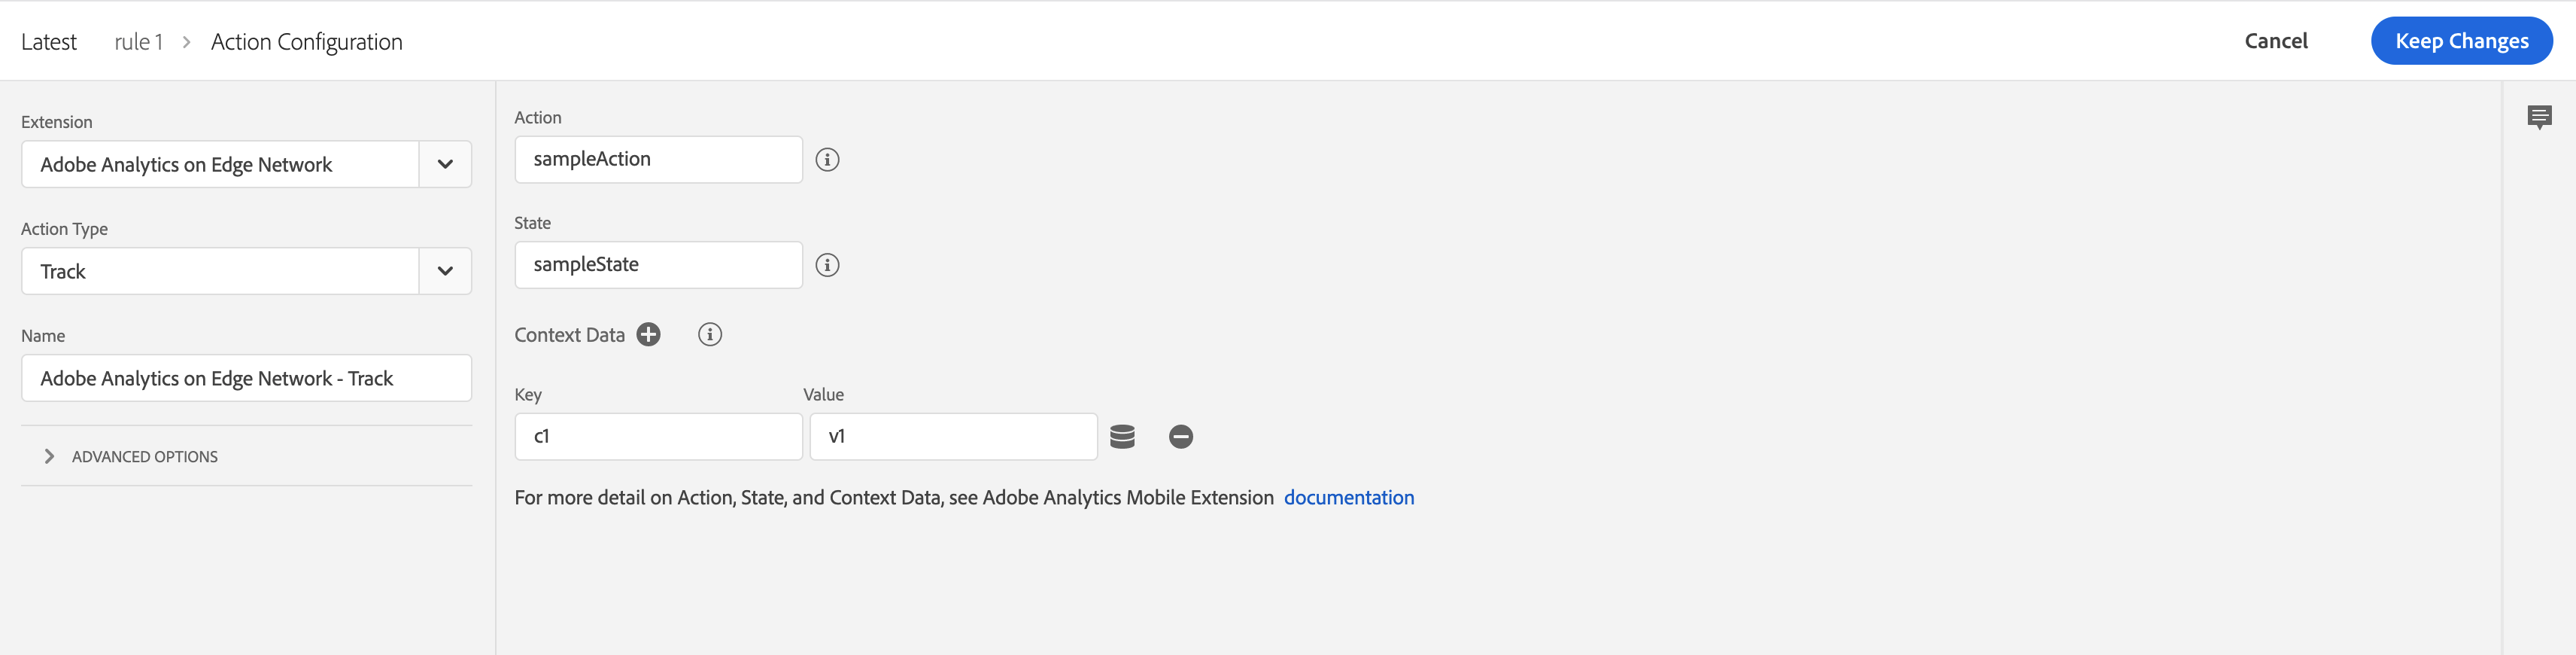 Latest rule 1 > Action Configuration
Cancel
Keep Changes
Extension
Adobe Analytics on Edge Network
Action Type
Track
Name
Adobe Analytics on Edge Network - Track
ADVANCED OPTIONS
Action
sampleAction
State
sampleState
Context Data
Key Value
c1 v1
For more detail on Action, State, and Context Data, see Adobe Analytics Mobile Extension documentation